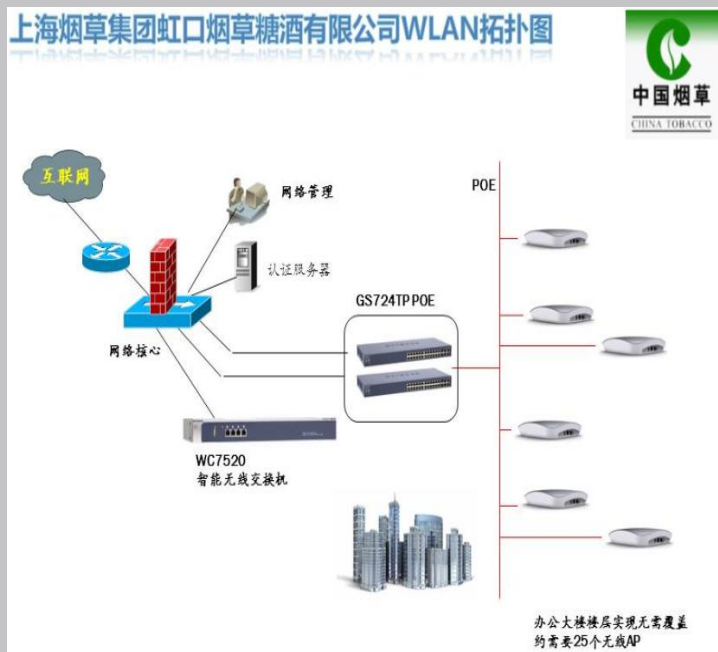 上海烟草集团虹口烟草糖酒有限公司WLAN拓扑图
中国烟草
CHINA TOBACCO
互联网
网络管理
POE
认证服务器
GS724TP POE
网络核心
WC7520
智能无线交换机
办公大楼楼层实现无需覆盖
约需要25个无线AP